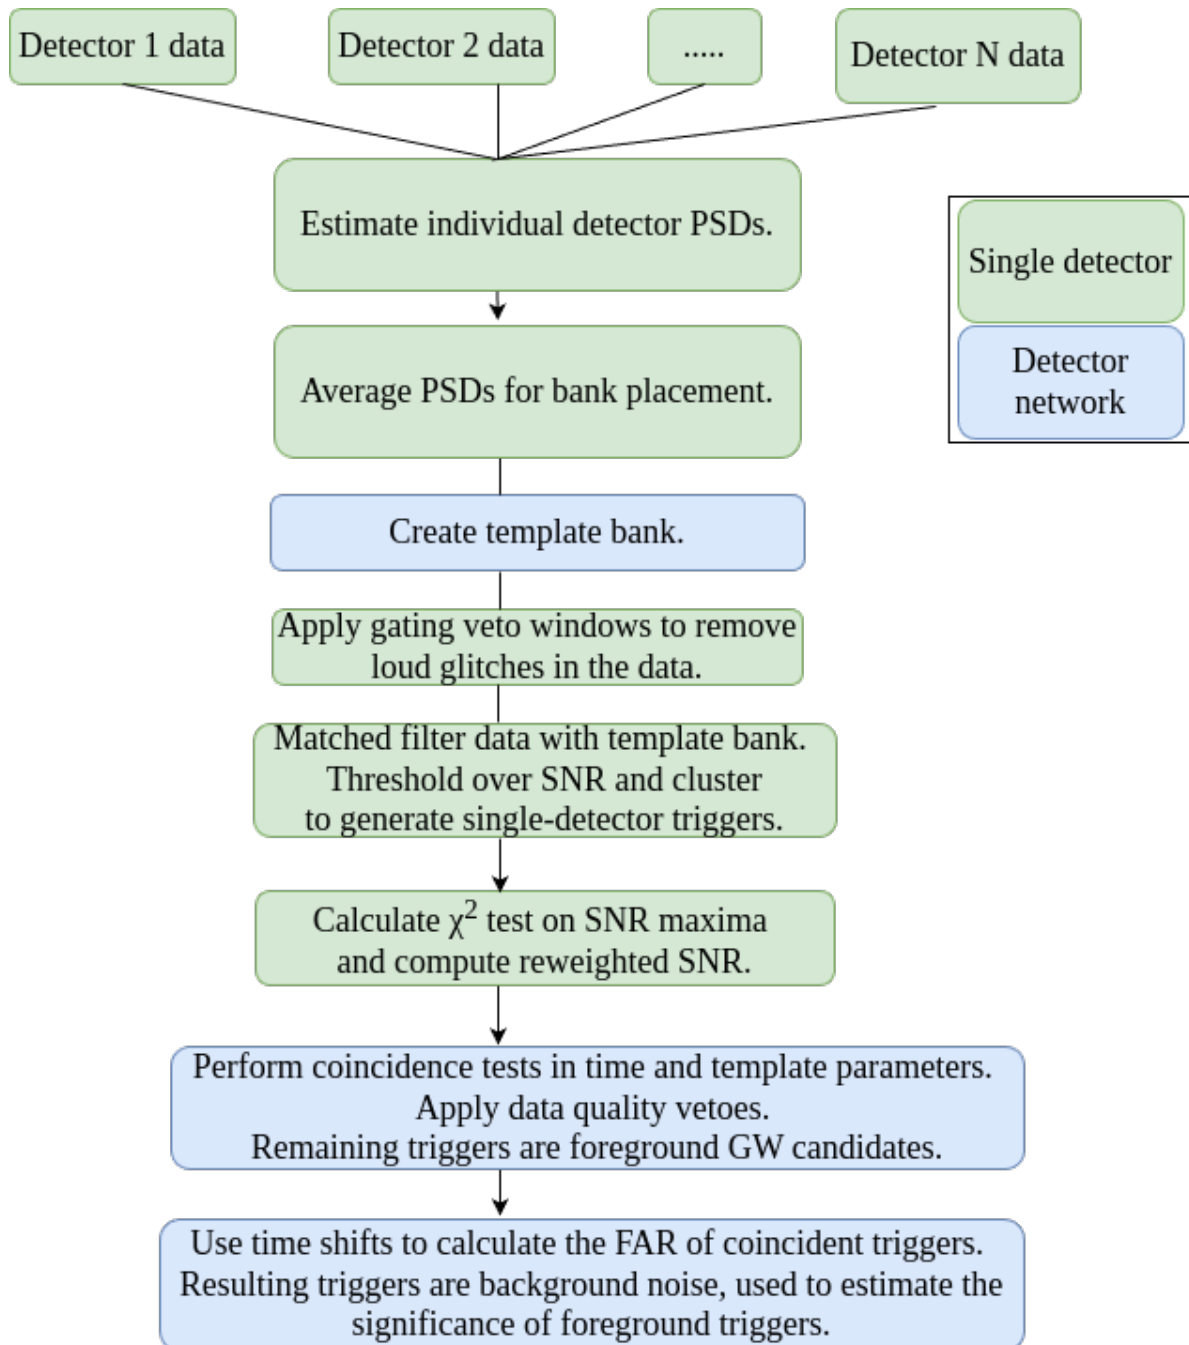 Detector 1 data
Detector 2 data
.....
Detector N data
Estimate individual detector PSDs.
Single detector
Detector
network
Average PSDs for bank placement.
Create template bank.
Apply gating veto windows to remove
loud glitches in the data.
Matched filter data with template bank.
Threshold over SNR and cluster
to generate single-detector triggers.
Calculate χ² test on SNR maxima
and compute reweighted SNR.
Perform coincidence tests in time and template parameters.
Apply data quality vetoes.
Remaining triggers are foreground GW candidates.
Use time shifts to calculate the FAR of coincident triggers.
Resulting triggers are background noise, used to estimate the
significance of foreground triggers.